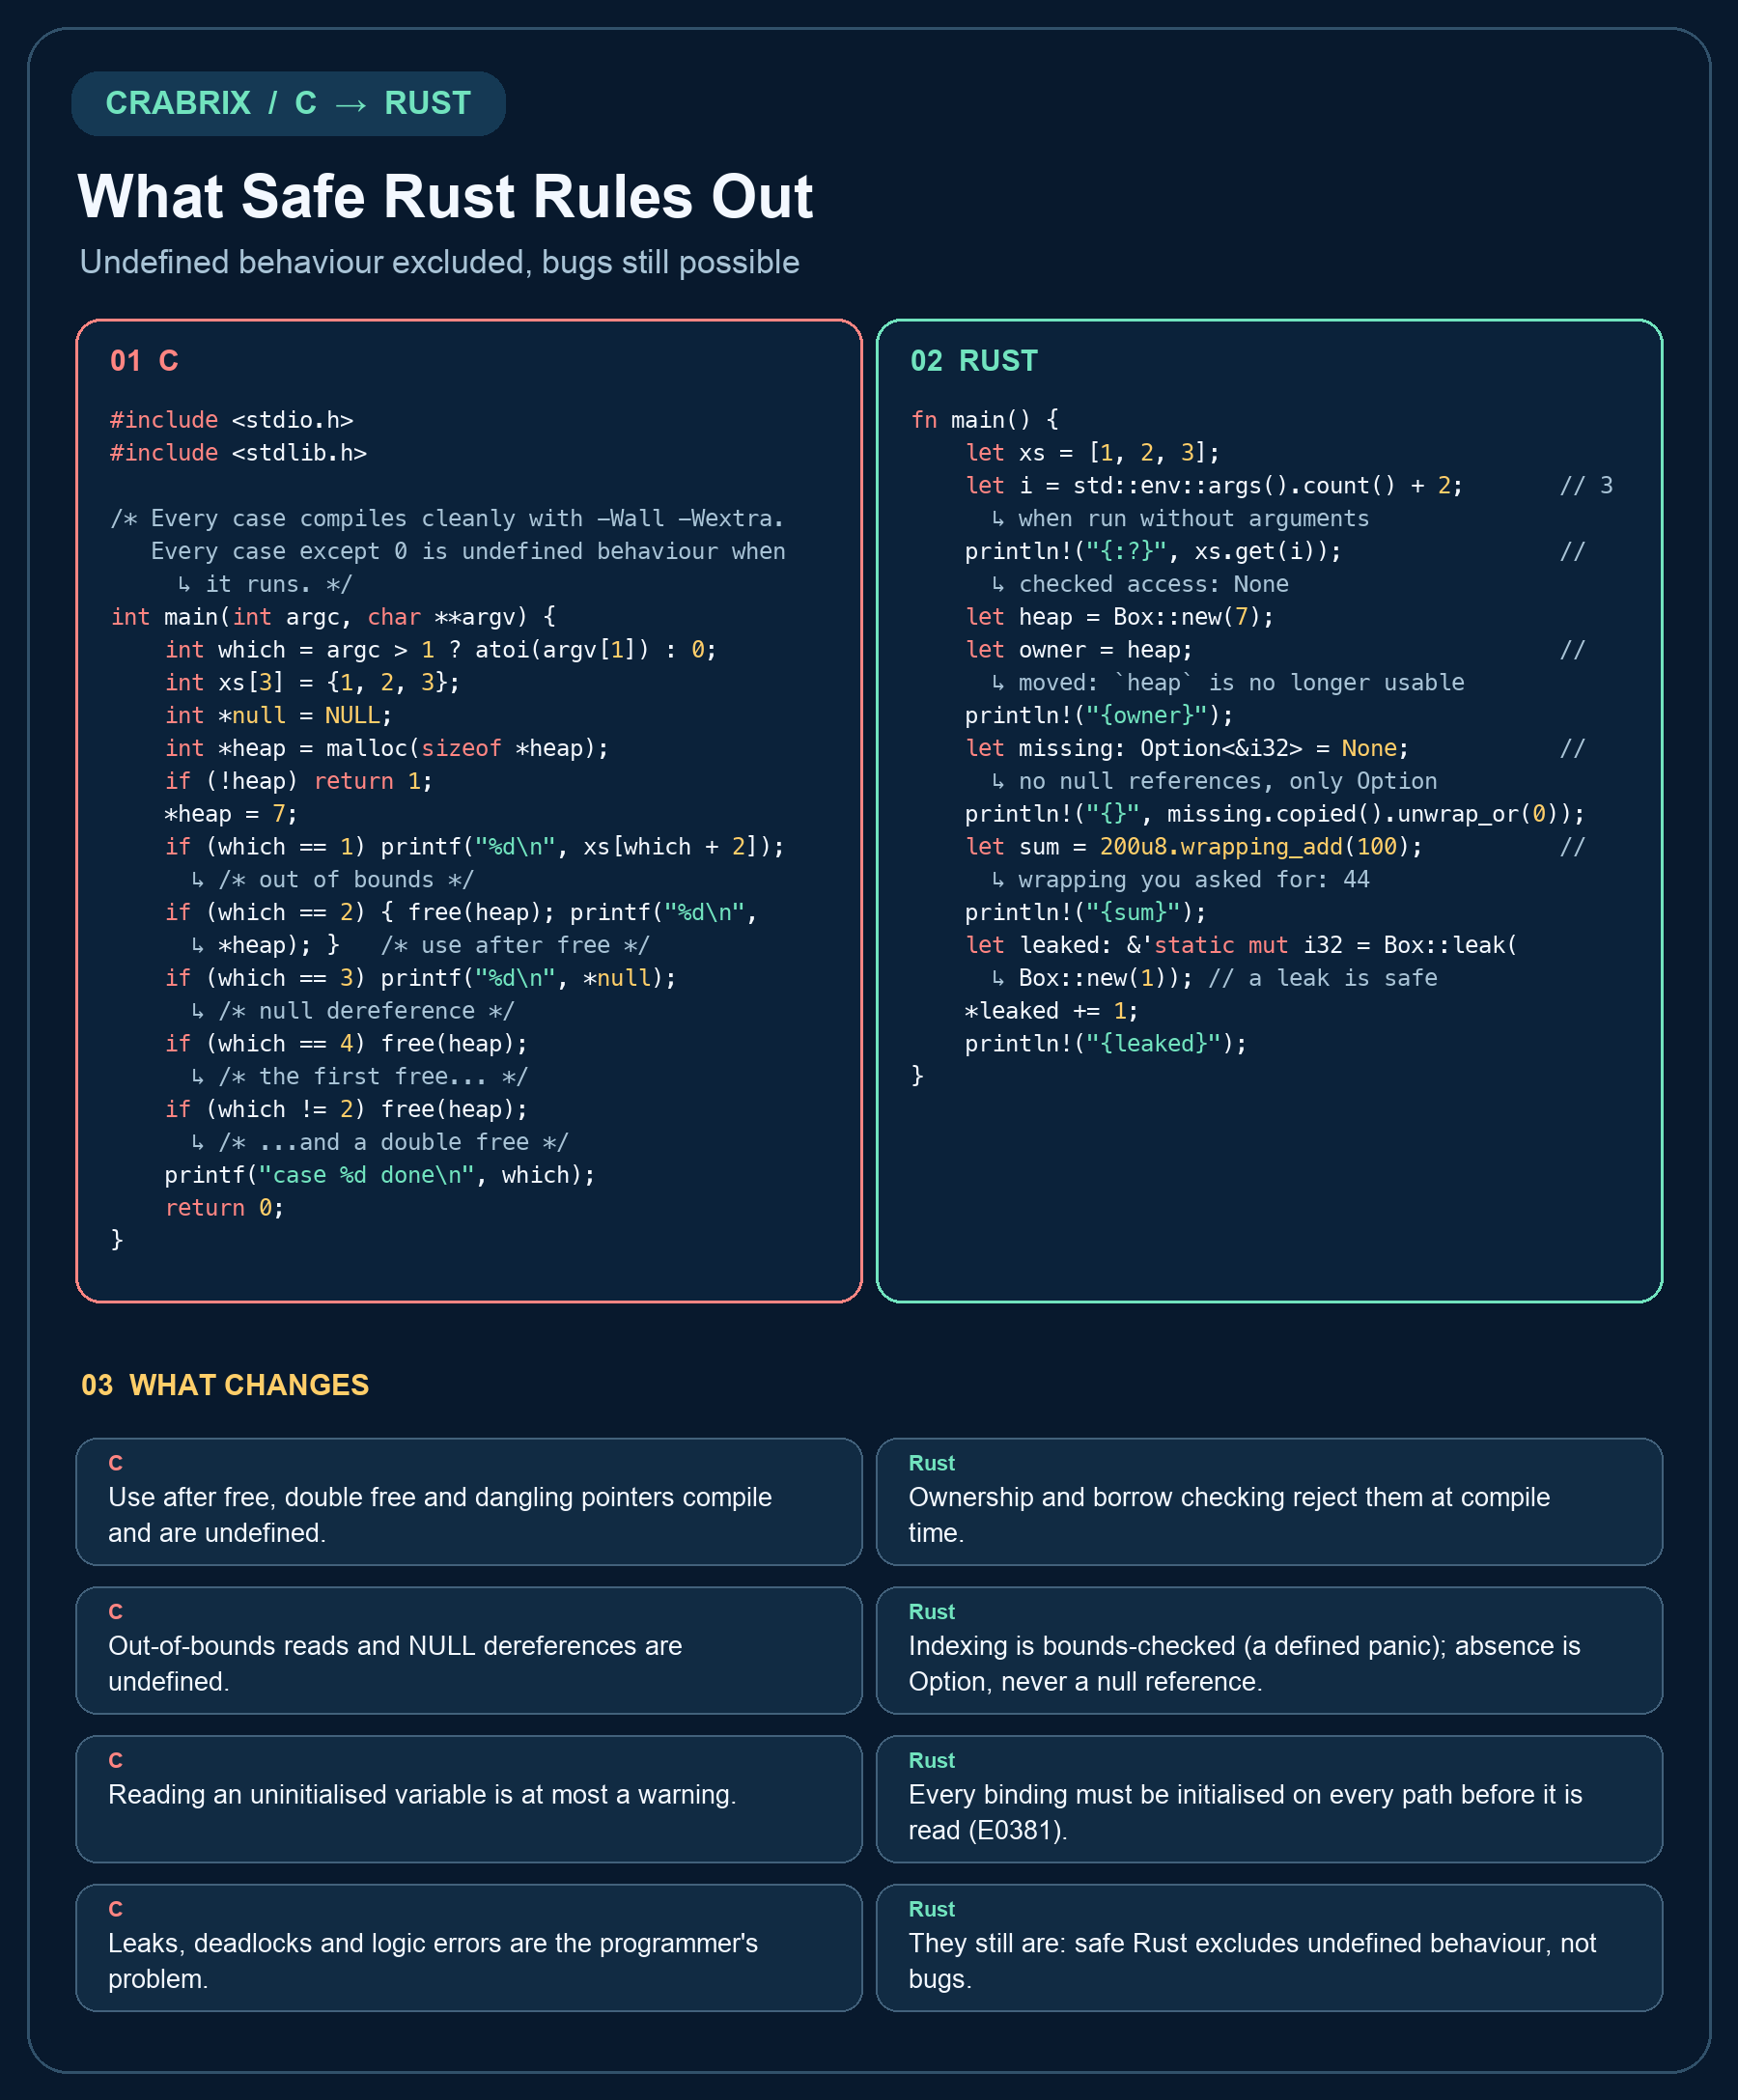 CRABRIX / C → RUST
What Safe Rust Rules Out
Undefined behaviour excluded, bugs still possible
01 C
#include <stdio.h>
#include <stdlib.h>

/* Every case compiles cleanly with −Wall −Wextra.
   Every case except 0 is undefined behaviour when
     ↳ it runs. */
int main(int argc, char **argv) {
    int which = argc > 1 ? atoi(argv[1]) : 0;
    int xs[3] = {1, 2, 3};
    int *null = NULL;
    int *heap = malloc(sizeof *heap);
    if (!heap) return 1;
    *heap = 7;
    if (which == 1) printf("%d\n", xs[which + 2]);
      ↳ /* out of bounds */
    if (which == 2) { free(heap); printf("%d\n",
      ↳ *heap); }   /* use after free */
    if (which == 3) printf("%d\n", *null);
      ↳ /* null dereference */
    if (which == 4) free(heap);
      ↳ /* the first free... */
    if (which != 2) free(heap);
      ↳ /* ...and a double free */
    printf("case %d done\n", which);
    return 0;
}
02 RUST
fn main() {
    let xs = [1, 2, 3];
    let i = std::env::args().count() + 2;       // 3
      ↳ when run without arguments
    println!("{:?}", xs.get(i));                //
      ↳ checked access: None
    let heap = Box::new(7);
    let owner = heap;                           //
      ↳ moved: `heap` is no longer usable
    println!("{owner}");
    let missing: Option<&i32> = None;           //
      ↳ no null references, only Option
    println!("{}", missing.copied().unwrap_or(0));
    let sum = 200u8.wrapping_add(100);          //
      ↳ wrapping you asked for: 44
    println!("{sum}");
    let leaked: &'static mut i32 = Box::leak(
      ↳ Box::new(1)); // a leak is safe
    *leaked += 1;
    println!("{leaked}");
}
03 WHAT CHANGES
C
Use after free, double free and dangling pointers compile
and are undefined.
Rust
Ownership and borrow checking reject them at compile
time.
C
Out-of-bounds reads and NULL dereferences are
undefined.
Rust
Indexing is bounds-checked (a defined panic); absence is
Option, never a null reference.
C
Reading an uninitialised variable is at most a warning.
Rust
Every binding must be initialised on every path before it is
read (E0381).
C
Leaks, deadlocks and logic errors are the programmer's
problem.
Rust
They still are: safe Rust excludes undefined behaviour, not
bugs.